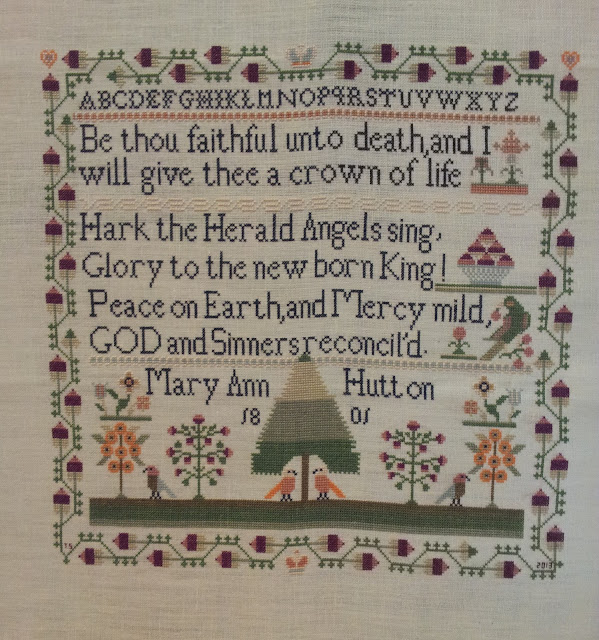 ABCDEFGHIKLMNOPQRSTUVWXYZ
Be thou faithful unto death, and I
will give thee a crown of life
Hark the Herald Angels sing,
Glory to the new born King!
Peace on Earth, and Mercy mild,
GOD and Sinners reconcil'd.
Mary Ann Hutton
18 01
TS 2013